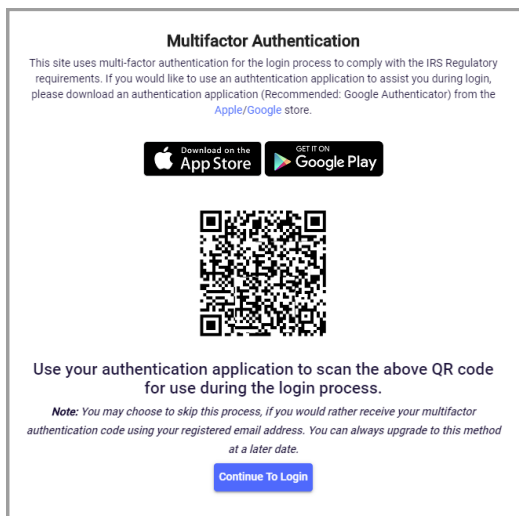 Multifactor Authentication
This site uses multi-factor authentication for the login process to comply with the IRS Regulatory
requirements. If you would like to use an authtentication application to assist you during login,
please download an authentication application (Recommended: Google Authenticator) from the
Apple/Google store.
Download on the
App Store
GET IT ON
Google Play
Use your authentication application to scan the above QR code
for use during the login process.
Note: You may choose to skip this process, if you would rather receive your multifactor
authentication code using your registered email address. You can always upgrade to this method
at a later date.
Continue To Login